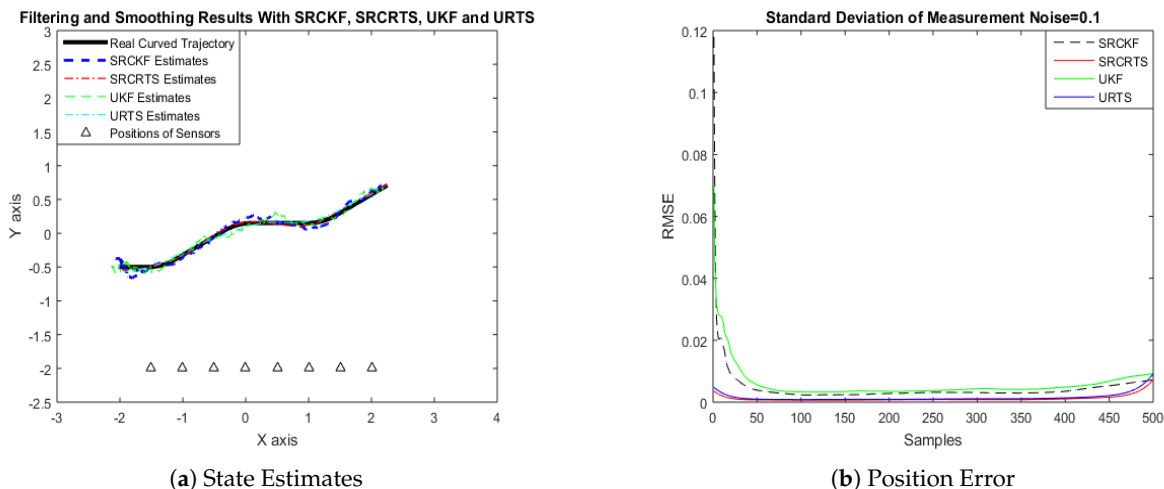 Filtering and Smoothing Results With SRCKF, SRCRTS, UKF and URTS
3
2.5
2
1.5
1
0.5
0
-0.5
-1
-1.5
-2
-2.5
Y axis
Real Curved Trajectory
SRCKF Estimates
SRCRTS Estimates
UKF Estimates
URTS Estimates
Positions of Sensors
-3 -2 -1 0 1 2 3 4
X axis
(a) State Estimates
Standard Deviation of Measurement Noise=0.1
0.12
0.1
0.08
0.06
0.04
0.02
0
RMSE
SRCKF
SRCRTS
UKF
URTS
0 50 100 150 200 250 300 350 400 450 500
Samples
(b) Position Error